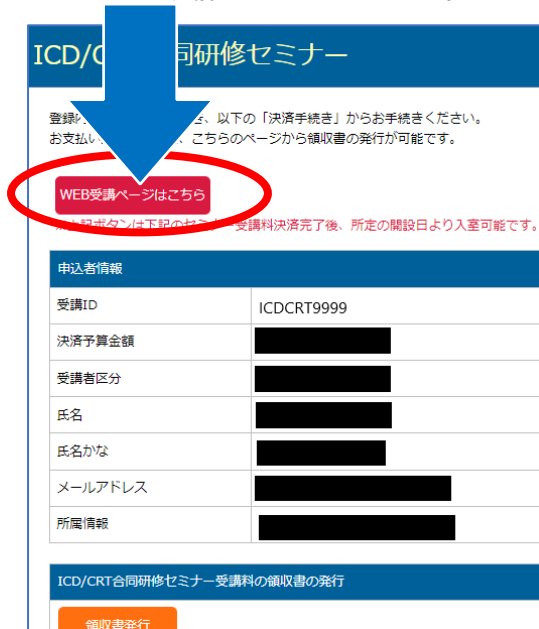 ICD/C 同研修セミナー
登録 き、以下の「決済手続き」からお手続きください。
お支払い 、こちらのページから領収書の発行が可能です。
WEB受講ページはこちら
記ボタンは下記のセミナー受講料決済完了後、所定の開設日より入室可能です。
申込者情報
受講ID
ICDCRT9999
決済予算金額
受講者区分
氏名
氏名かな
メールアドレス
所属情報
ICD/CRT合同研修セミナー受講料の領収書の発行
領収書発行